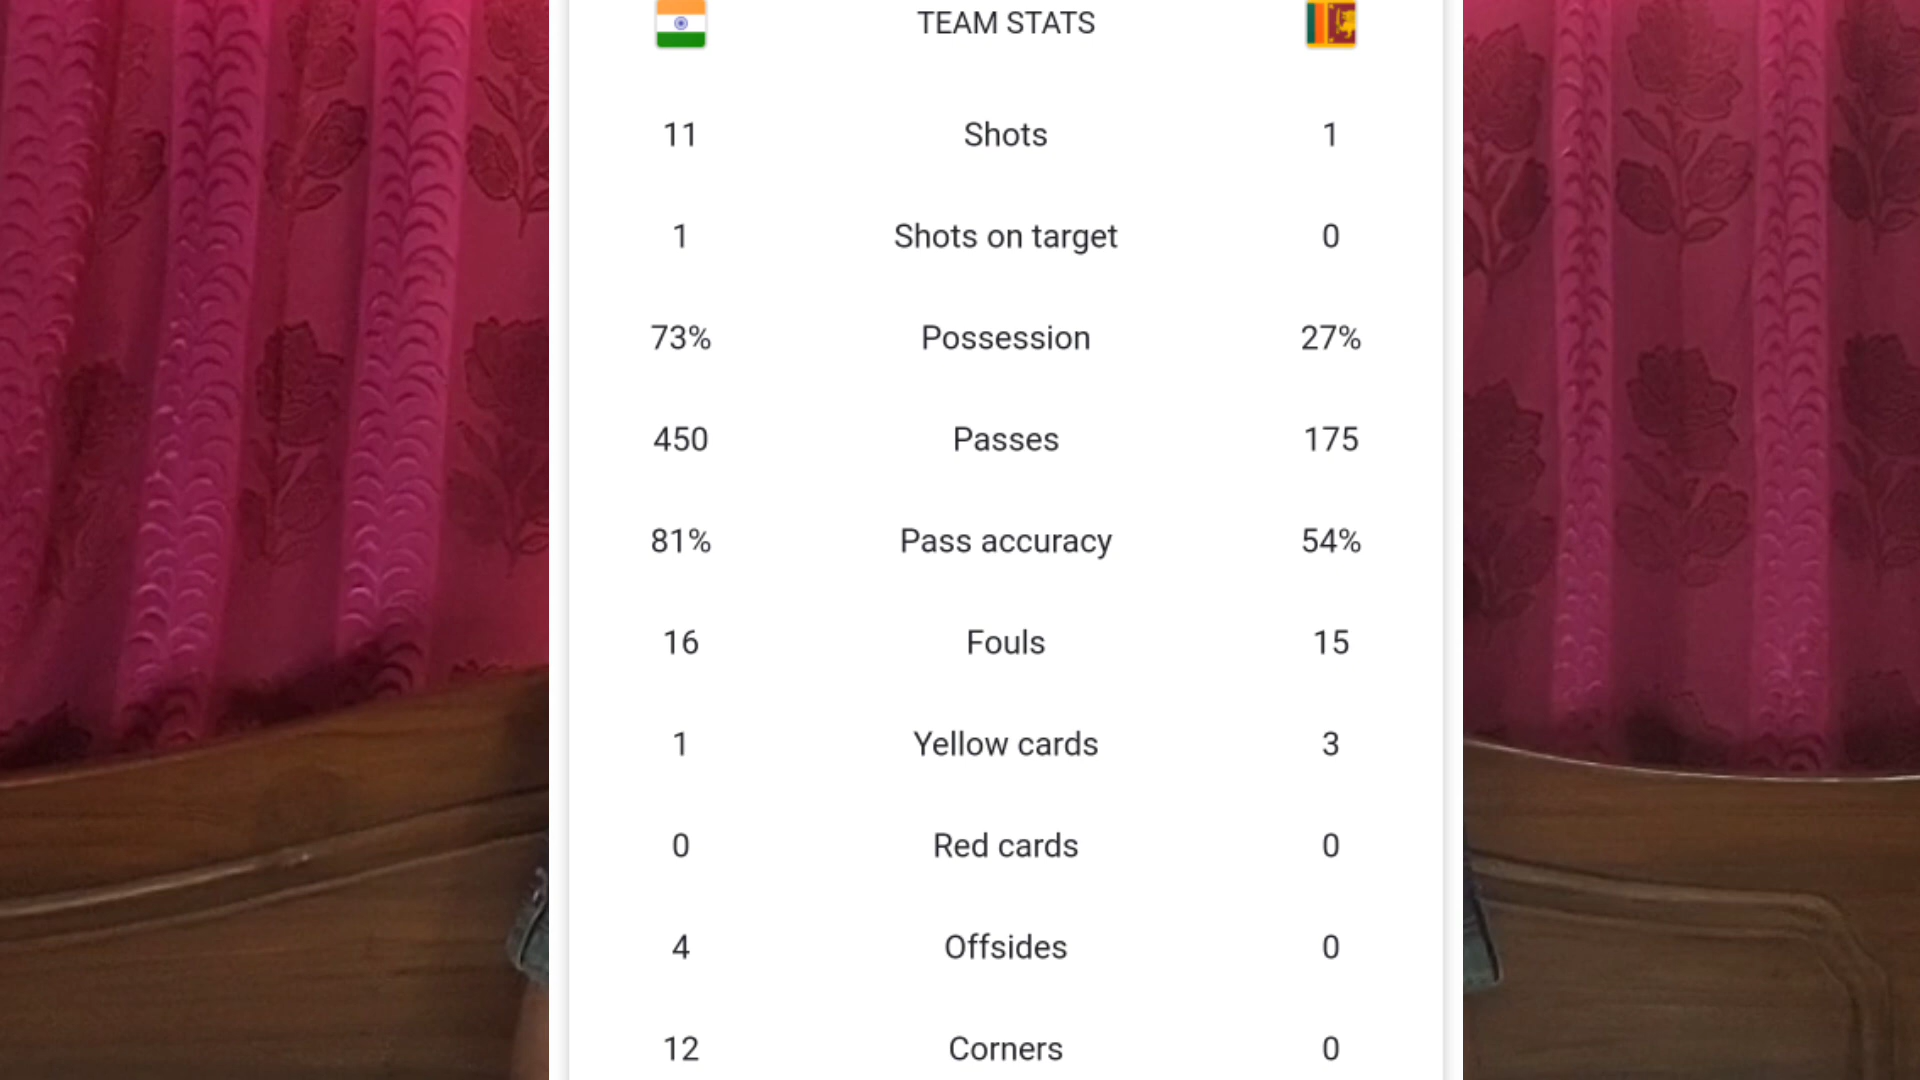 TEAM STATS
11 Shots 1
1 Shots on target 0
73% Possession 27%
450 Passes 175
81% Pass accuracy 54%
16 Fouls 15
1 Yellow cards 3
0 Red cards 0
4 Offsides 0
12 Corners 0